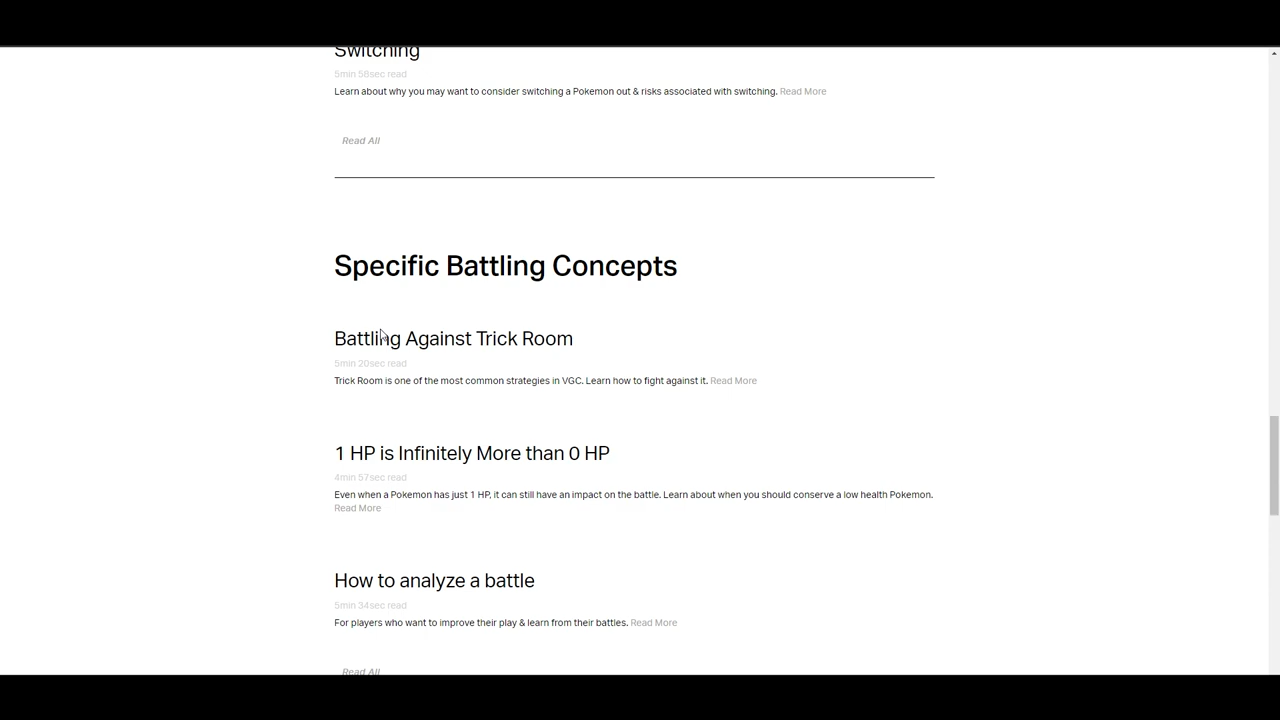 Switching
5min 58sec read
Learn about why you may want to consider switching a Pokemon out & risks associated with switching. Read More
Read All
Specific Battling Concepts
Battling Against Trick Room
5min 20sec read
Trick Room is one of the most common strategies in VGC. Learn how to fight against it. Read More
1 HP is Infinitely More than 0 HP
4min 57sec read
Even when a Pokemon has just 1 HP, it can still have an impact on the battle. Learn about when you should conserve a low health Pokemon.
Read More
How to analyze a battle
5min 34sec read
For players who want to improve their play & learn from their battles. Read More
Read All